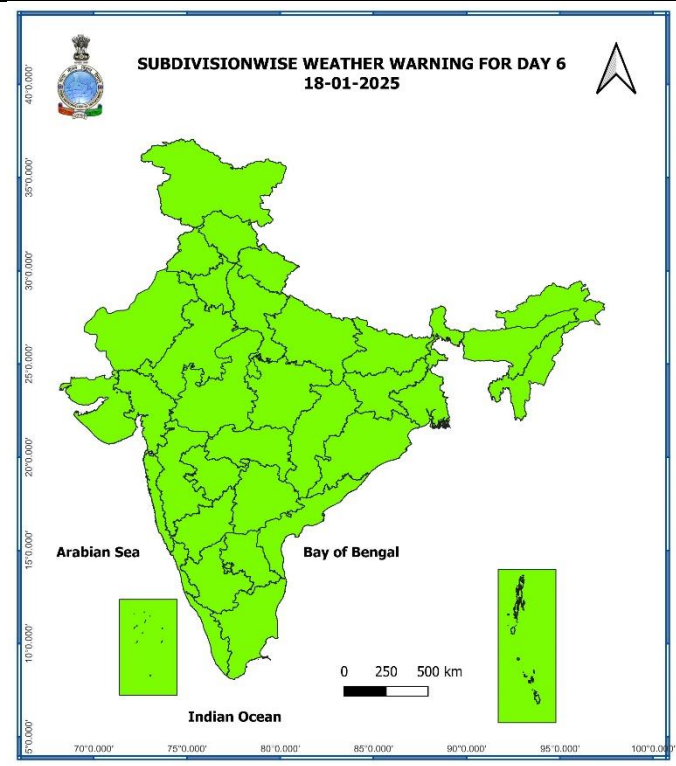 SUBDIVISIONWISE WEATHER WARNING FOR DAY 6
18-01-2025
40°0.000'
35°0.000'
30°0.000'
25°0.000'
20°0.000'
15°0.000'
10°0.000'
5°0.000'
Arabian Sea
Bay of Bengal
0 250 500 km
Indian Ocean
70°0.000' 75°0.000' 80°0.000' 85°0.000' 90°0.000' 95°0.000' 100°0.000'